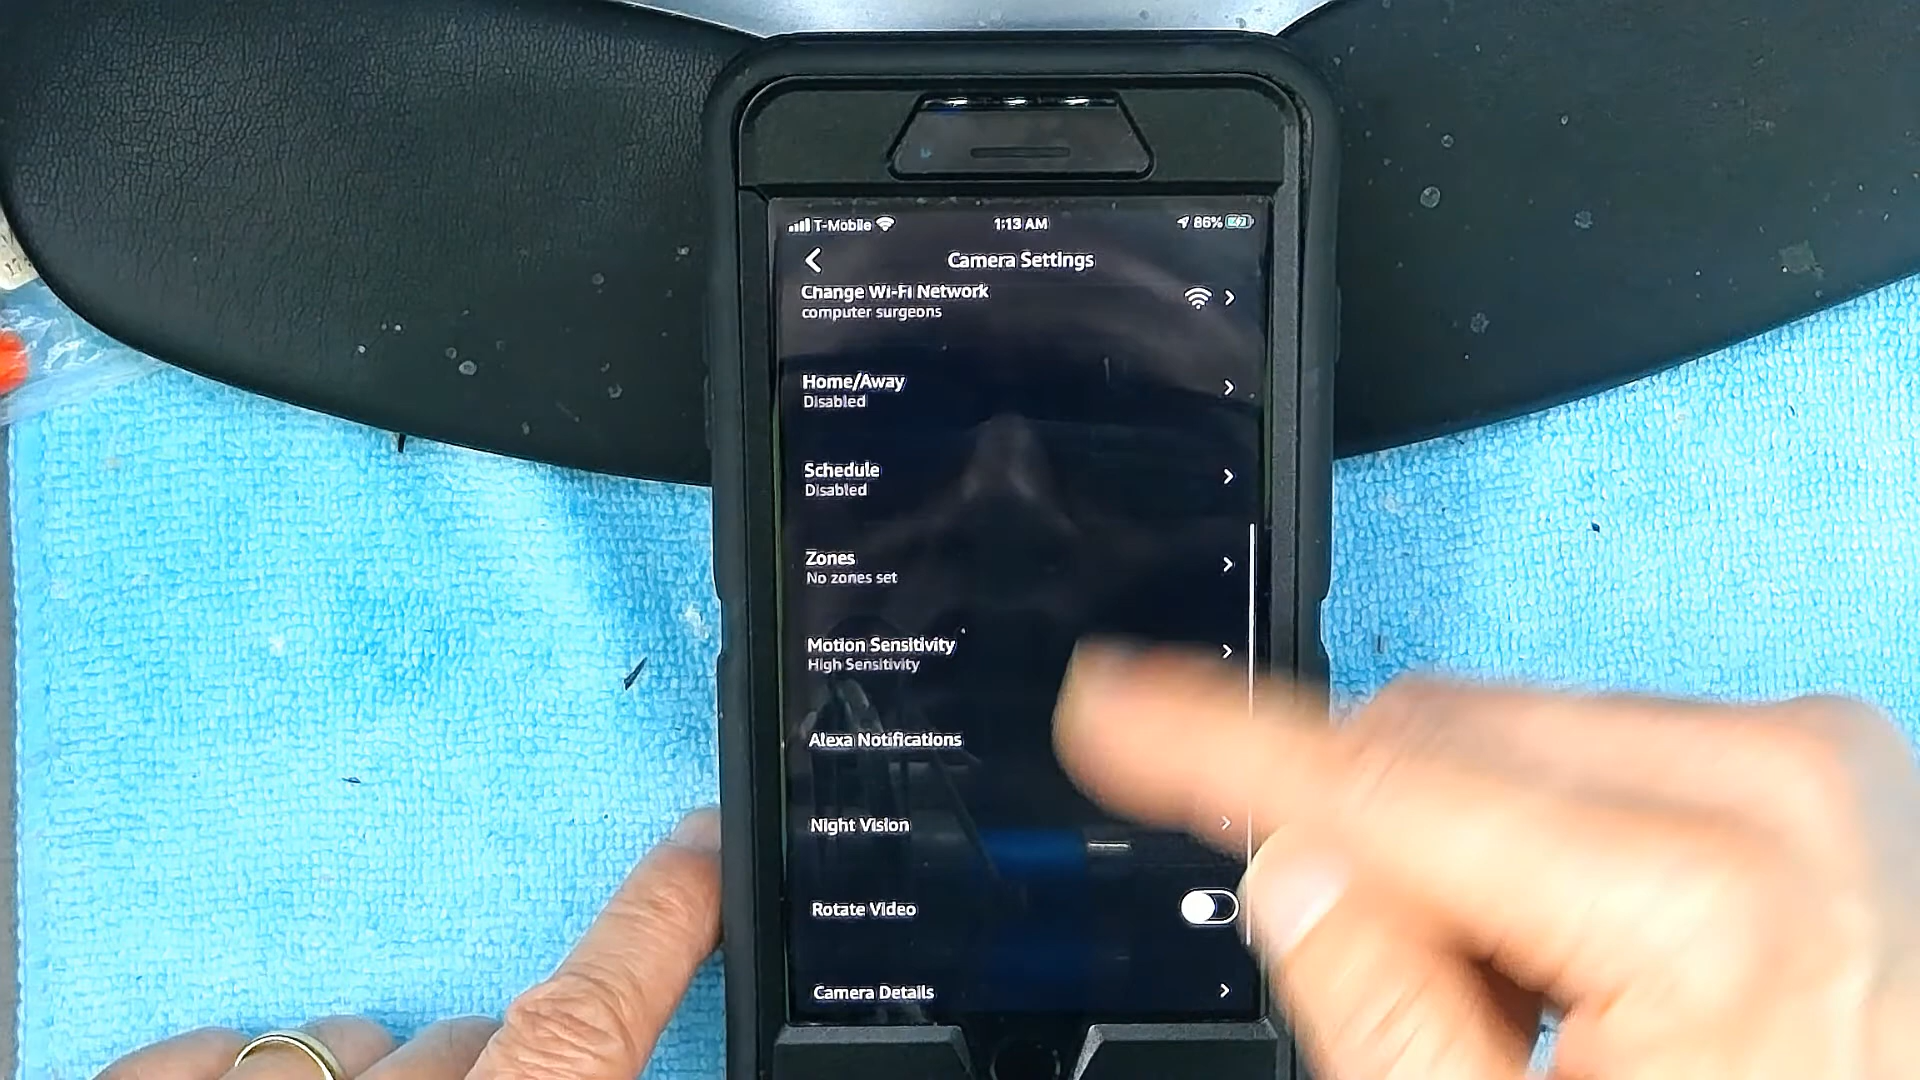 T-Mobile 1:13 AM 86%
Camera Settings
Change Wi-Fi Network
computer surgeons
Home/Away
Disabled
Schedule
Disabled
Zones
No zones set
Motion Sensitivity
High Sensitivity
Alexa Notifications
Night Vision
Rotate Video
Camera Details